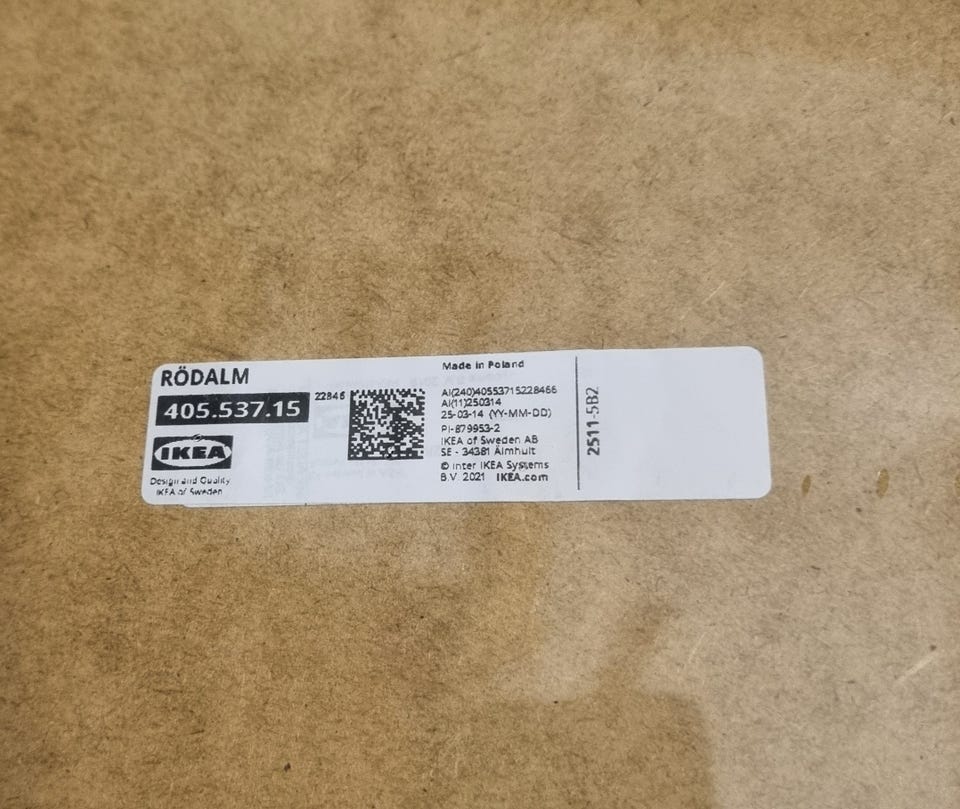 RÖDALM
405.537.15
22846
IKEA
Design and Quality
IKEA of Sweden
Made in Poland
AI(240)40553715228466
AI(11)250314
25-03-14 (YY-MM-DD)
PI-879953-2
IKEA of Sweden AB
SE - 34381 Älmhult
© Inter IKEA Systems
B.V. 2021 IKEA.com
2511-5B2